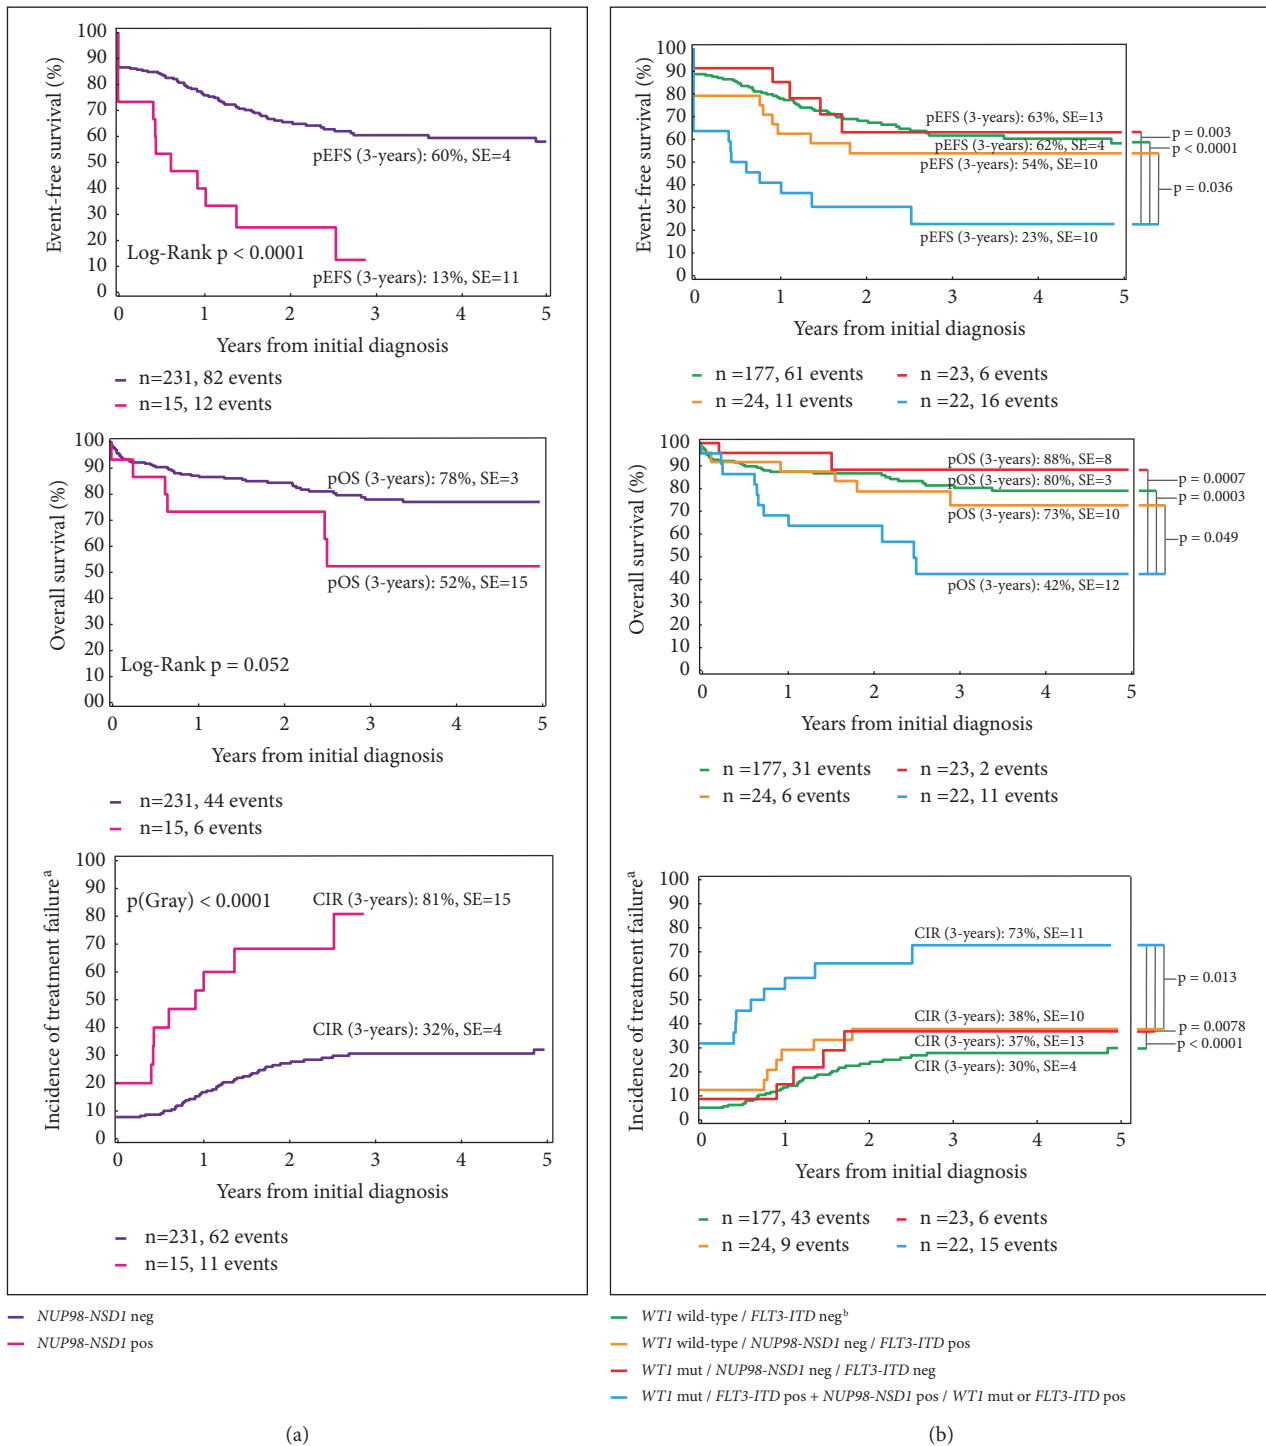 100
90
80
70
60
50
40
30
20
10
0
Event-free survival (%)
pEFS (3-years): 60%, SE=4
Log-Rank p < 0.0001
pEFS (3-years): 13%, SE=11
0 1 2 3 4 5
Years from initial diagnosis
n=231, 82 events
n=15, 12 events
100
90
80
70
60
50
40
30
20
10
00
Overall survival (%)
pOS (3-years): 78%, SE=3
pOS (3-years): 52%, SE=15
Log-Rank p = 0.052
0 1 2 3 4 5
Years from initial diagnosis
n=231, 44 events
n=15, 6 events
100
90
80
70
60
50
40
30
20
10
0
Incidence of treatment failureᵃ
p(Gray) < 0.0001
CIR (3-years): 81%, SE=15
CIR (3-years): 32%, SE=4
0 1 2 3 4 5
Years from initial diagnosis
n=231, 62 events
n=15, 11 events
NUP98-NSD1 neg
NUP98-NSD1 pos
(a)
100
90
80
70
60
50
40
30
20
10
0
Event-free survival (%)
pEFS (3-years): 63%, SE=13
pEFS (3-years): 62%, SE=4
pEFS (3-years): 54%, SE=10
pEFS (3-years): 23%, SE=10
p = 0.003
p < 0.0001
p = 0.036
0 1 2 3 4 5
Years from initial diagnosis
n =177, 61 events n =23, 6 events
n =24, 11 events n =22, 16 events
100
90
80
70
60
50
40
30
20
10
0
Overall survival (%)
pOS (3-years): 88%, SE=8
pOS (3-years): 80%, SE=3
pOS (3-years): 73%, SE=10
pOS (3-years): 42%, SE=12
p = 0.0007
p = 0.0003
p = 0.049
0 1 2 3 4 5
Years from initial diagnosis
n =177, 31 events n =23, 2 events
n =24, 6 events n =22, 11 events
100
90
80
70
60
50
40
30
20
10
0
Incidence of treatment failureᵃ
CIR (3-years): 73%, SE=11
CIR (3-years): 38%, SE=10
CIR (3-years): 37%, SE=13
CIR (3-years): 30%, SE=4
p = 0.013
p = 0.0078
p < 0.0001
0 1 2 3 4 5
Years from initial diagnosis
n =177, 43 events n =23, 6 events
n =24, 9 events n =22, 15 events
WT1 wild-type / FLT3-ITD negᵇ
WT1 wild-type / NUP98-NSD1 neg / FLT3-ITD pos
WT1 mut / NUP98-NSD1 neg / FLT3-ITD neg
WT1 mut / FLT3-ITD pos + NUP98-NSD1 pos / WT1 mut or FLT3-ITD pos
(b)